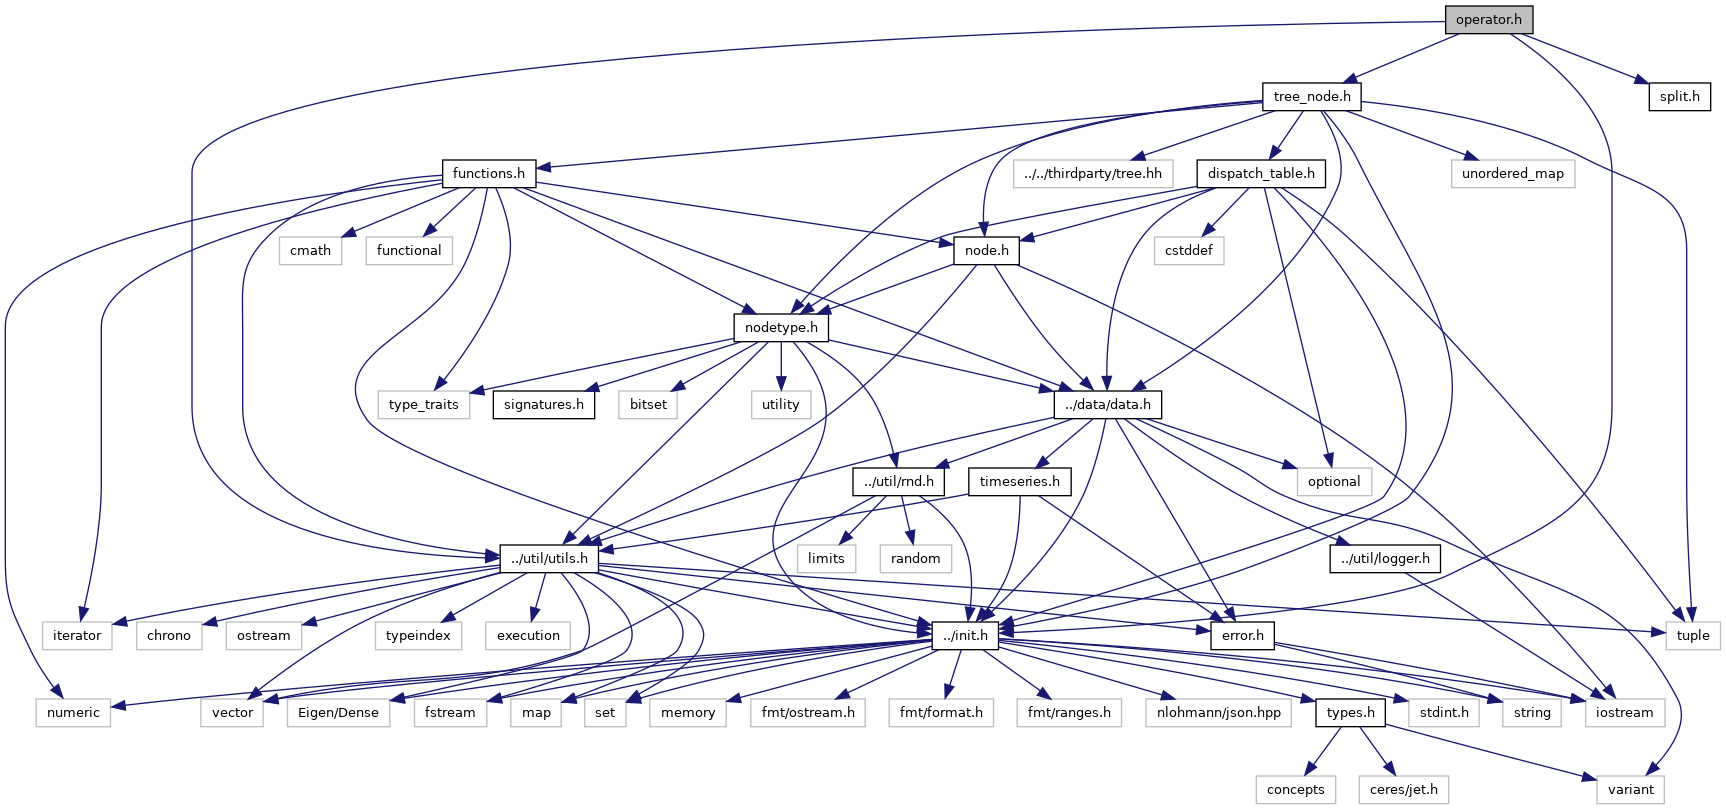 operator.h
tree_node.h
split.h
functions.h
../../thirdparty/tree.hh
dispatch_table.h
unordered_map
cmath
functional
node.h
cstddef
nodetype.h
type_traits
signatures.h
bitset
utility
../data/data.h
../util/rnd.h
timeseries.h
optional
../util/utils.h
limits
random
../util/logger.h
iterator
chrono
ostream
typeindex
execution
../init.h
error.h
tuple
numeric
vector
Eigen/Dense
fstream
map
set
memory
fmt/ostream.h
fmt/format.h
fmt/ranges.h
nlohmann/json.hpp
types.h
stdint.h
string
iostream
concepts
ceres/jet.h
variant